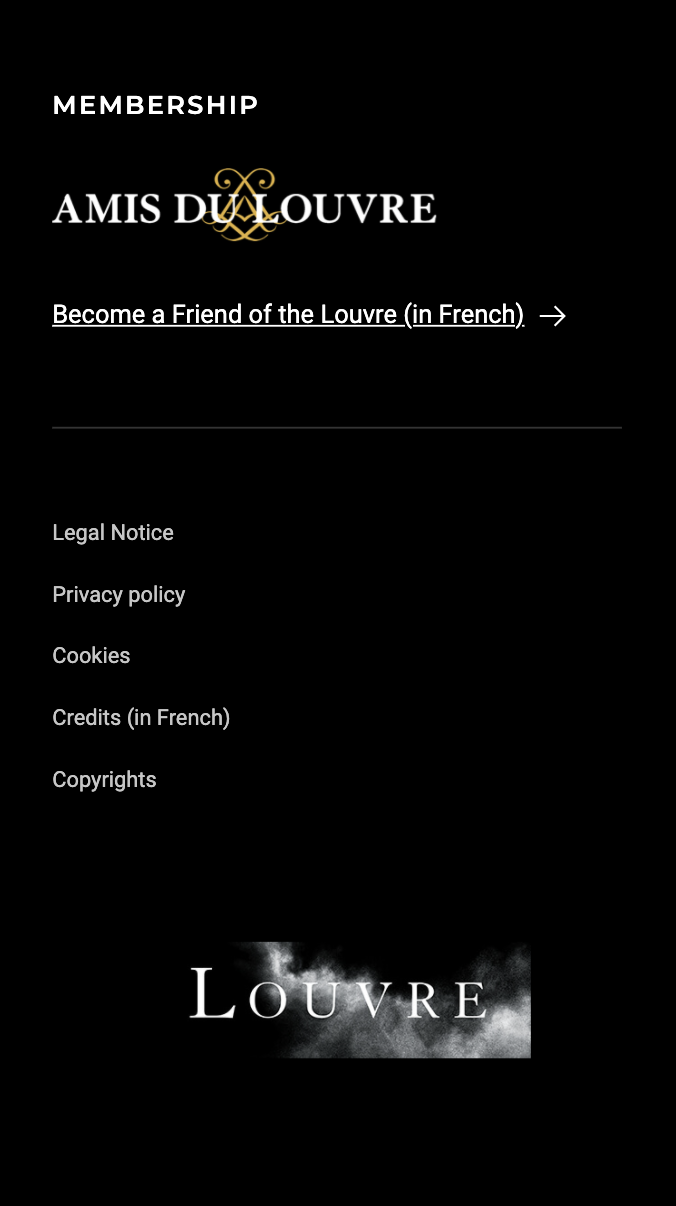 MEMBERSHIP
AMIS DU LOUVRE
Become a Friend of the Louvre (in French)
Legal Notice
Privacy policy
Cookies
Credits (in French)
Copyrights
LOUVRE